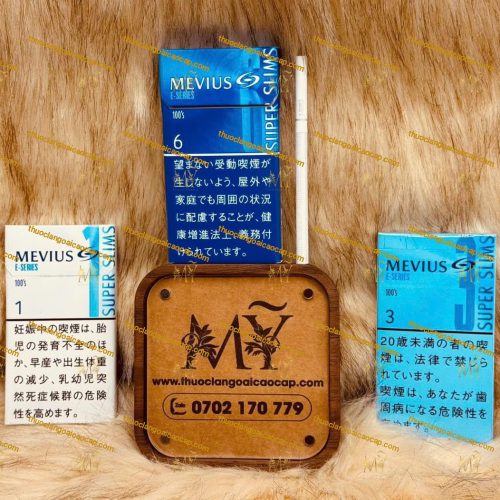 MEVIUS
E-SERIES
100's
6
SUPER SLIMS
望まない受動喫煙が
生じないよう、屋外や
家庭でも周囲の状況
に配慮することが、健
康増進法上、義務付
けられています。
MEVIUS
E-SERIES
100's
1
SUPER SLIMS
妊娠中の喫煙は、胎
児の発育不全のほ
か、早産や出生体重
の減少、乳幼児突
然死症候群の危険
性を高めます。
MỸ
www.thuoclangoaicaocap.com
0702 170 779
MEVIUS
E-SERIES
100's
3
SUPER SLIMS
20歳未満の者の喫
煙は、法律で禁じら
れています。
喫煙は、あなたが歯
周病になる危険性を
高めます。
thuoclangoaicaocap.com